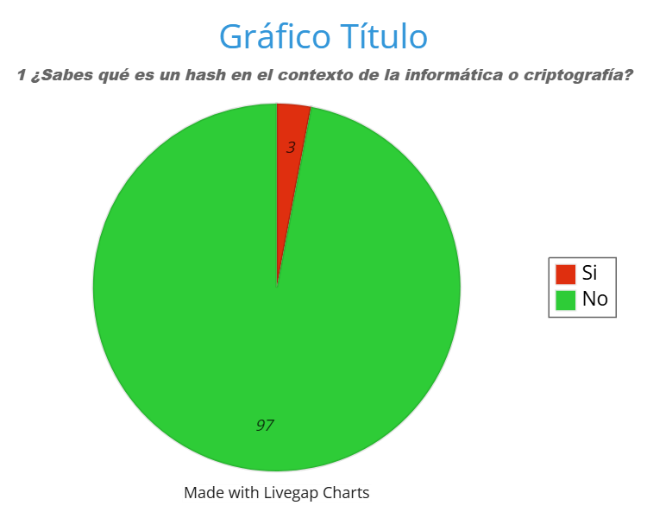 Gráfico Título
1 ¿Sabes qué es un hash en el contexto de la informática o criptografía?
3
Si
No
97
Made with Livegap Charts